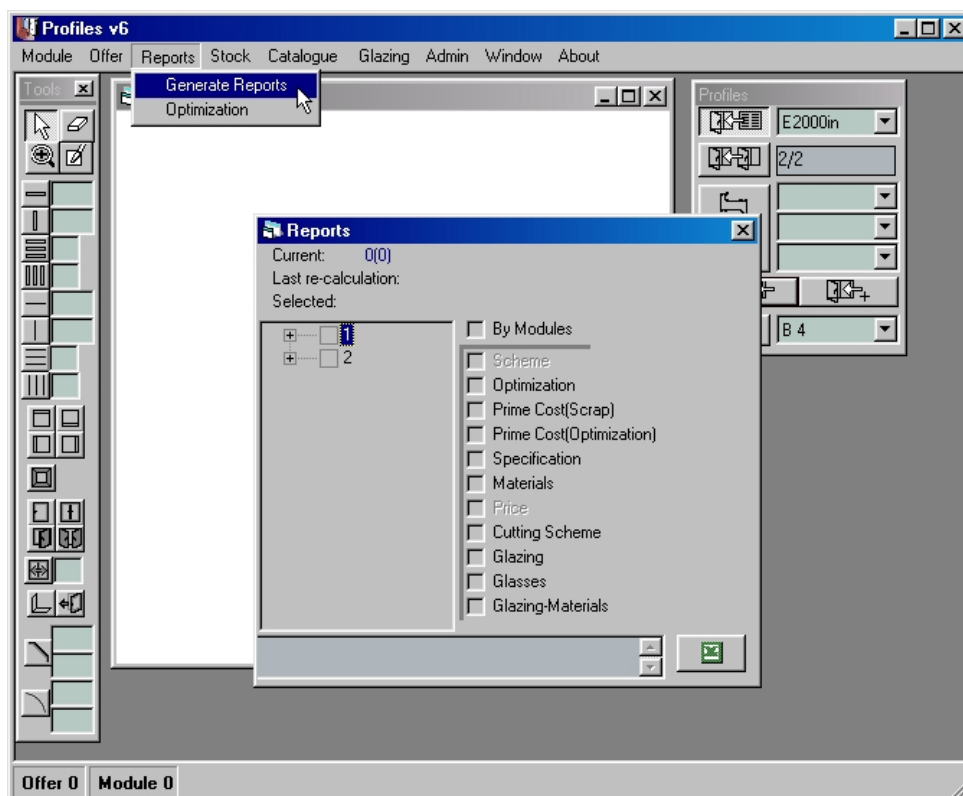 Profiles v6
Module Offer Reports Stock Catalogue Glazing Admin Window About
Tools
Generate Reports
Optimization
Profiles
E2000in
2/2
B 4
Reports
Current: 0(0)
Last re-calculation:
Selected:
1
2
By Modules
Scheme
Optimization
Prime Cost(Scrap)
Prime Cost(Optimization)
Specification
Materials
Price
Cutting Scheme
Glazing
Glasses
Glazing-Materials
Offer 0 Module 0